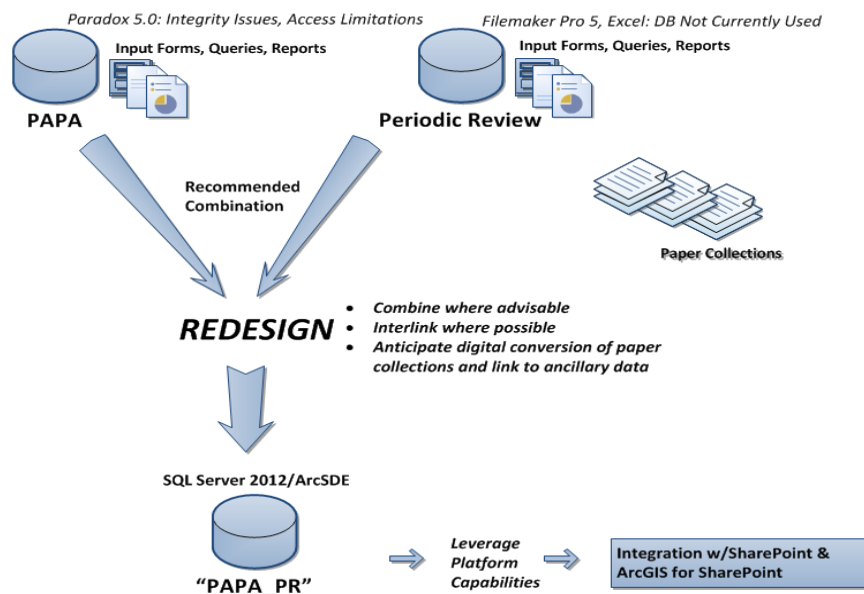 Paradox 5.0: Integrity Issues, Access Limitations
Filemaker Pro 5, Excel: DB Not Currently Used
Input Forms, Queries, Reports
Input Forms, Queries, Reports
PAPA
Periodic Review
Recommended
Combination
Paper Collections
REDESIGN
• Combine where advisable
• Interlink where possible
• Anticipate digital conversion of paper
collections and link to ancillary data
SQL Server 2012/ArcSDE
“PAPA PR”
Leverage
Platform
Capabilities
Integration w/SharePoint &
ArcGIS for SharePoint